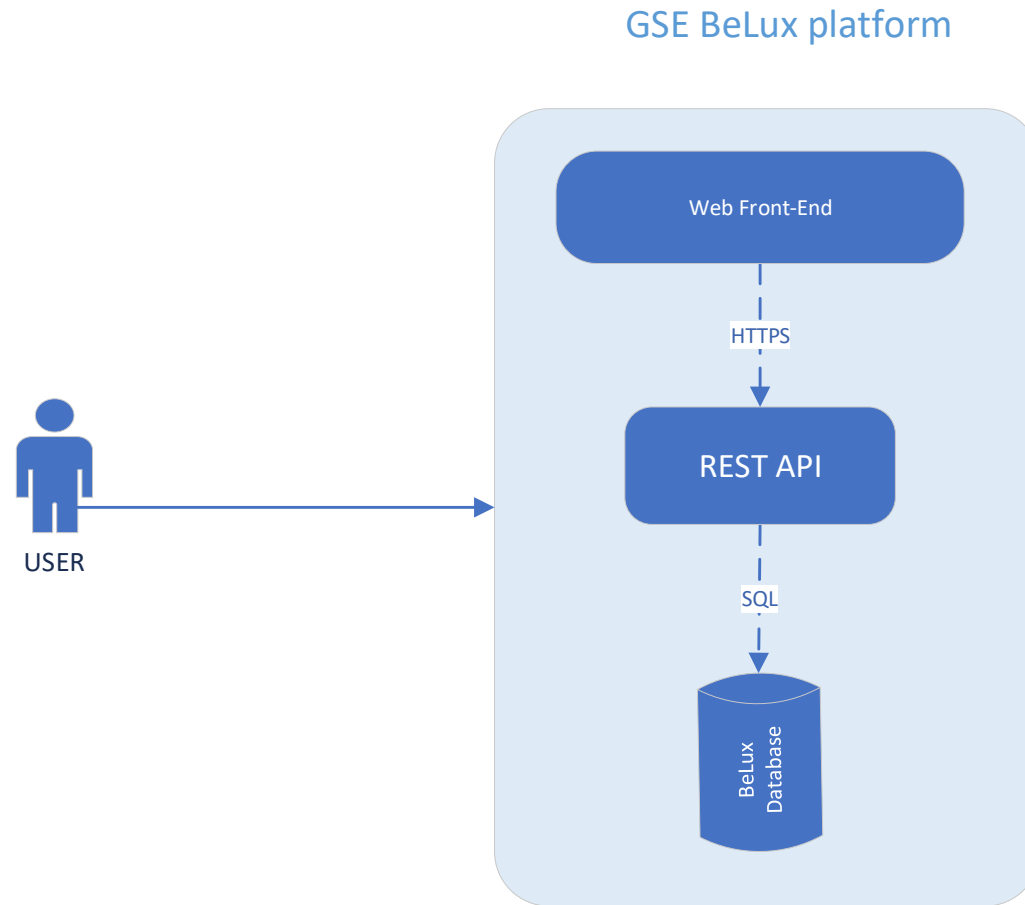 GSE BeLux platform
Web Front-End
HTTPS
REST API
USER
SQL
BeLux
Database